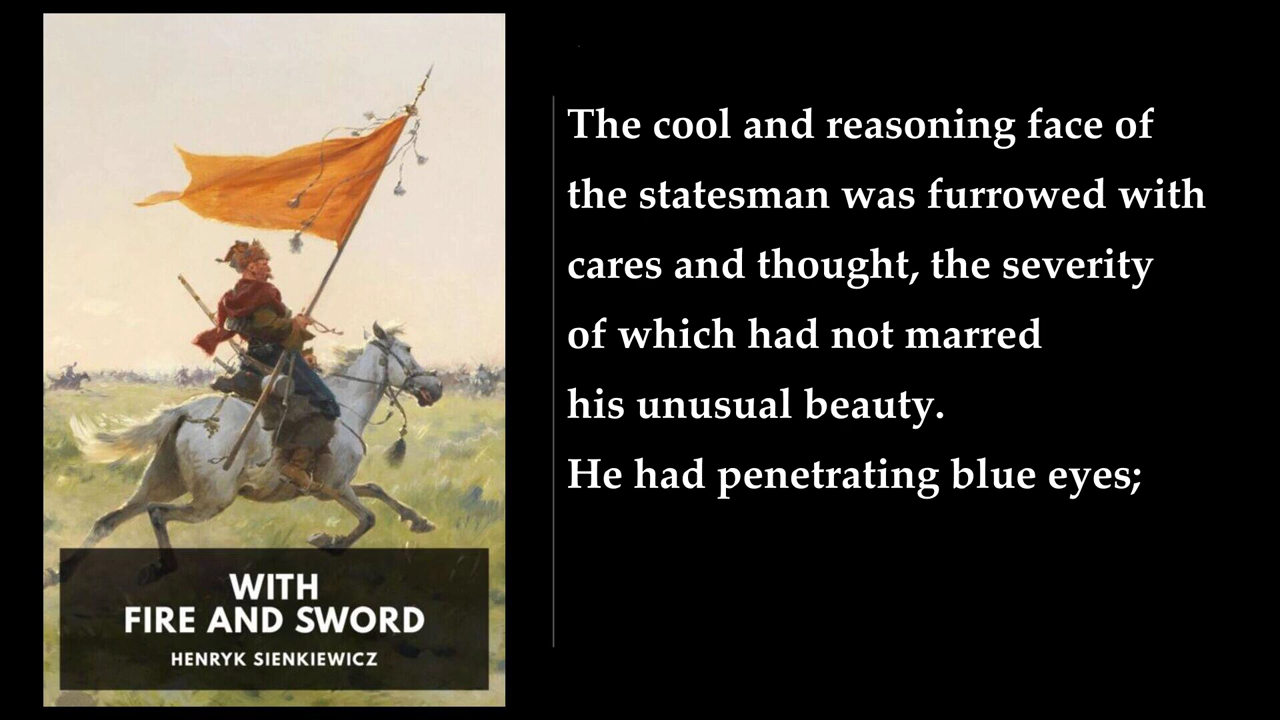 The cool and reasoning face of
the statesman was furrowed with
cares and thought, the severity
of which had not marred
his unusual beauty.
He had penetrating blue eyes;
WITH
FIRE AND SWORD
HENRYK SIENKIEWICZ